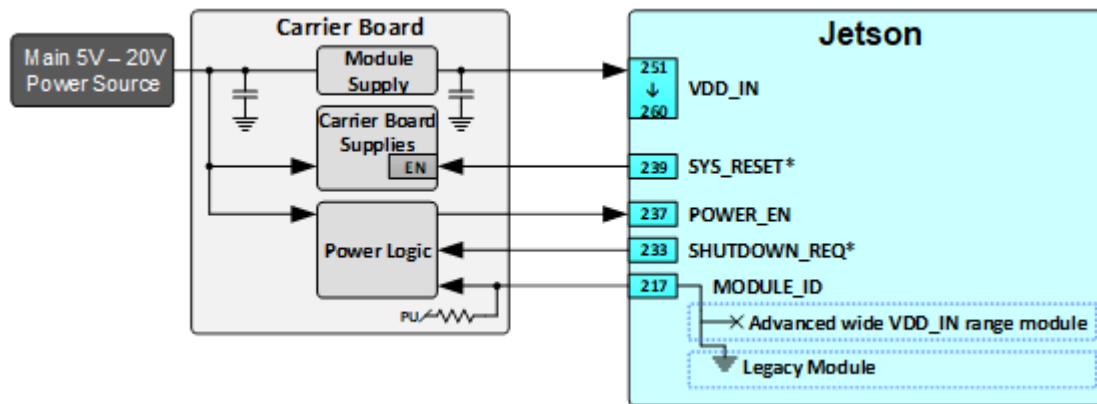 Carrier Board
Jetson
Main 5V – 20V
Power Source
Module
Supply
251
↓
260
VDD_IN
Carrier Board
Supplies
EN
239
SYS_RESET*
Power Logic
237
POWER_EN
233
SHUTDOWN_REQ*
217
MODULE_ID
PU
Advanced wide VDD_IN range module
Legacy Module